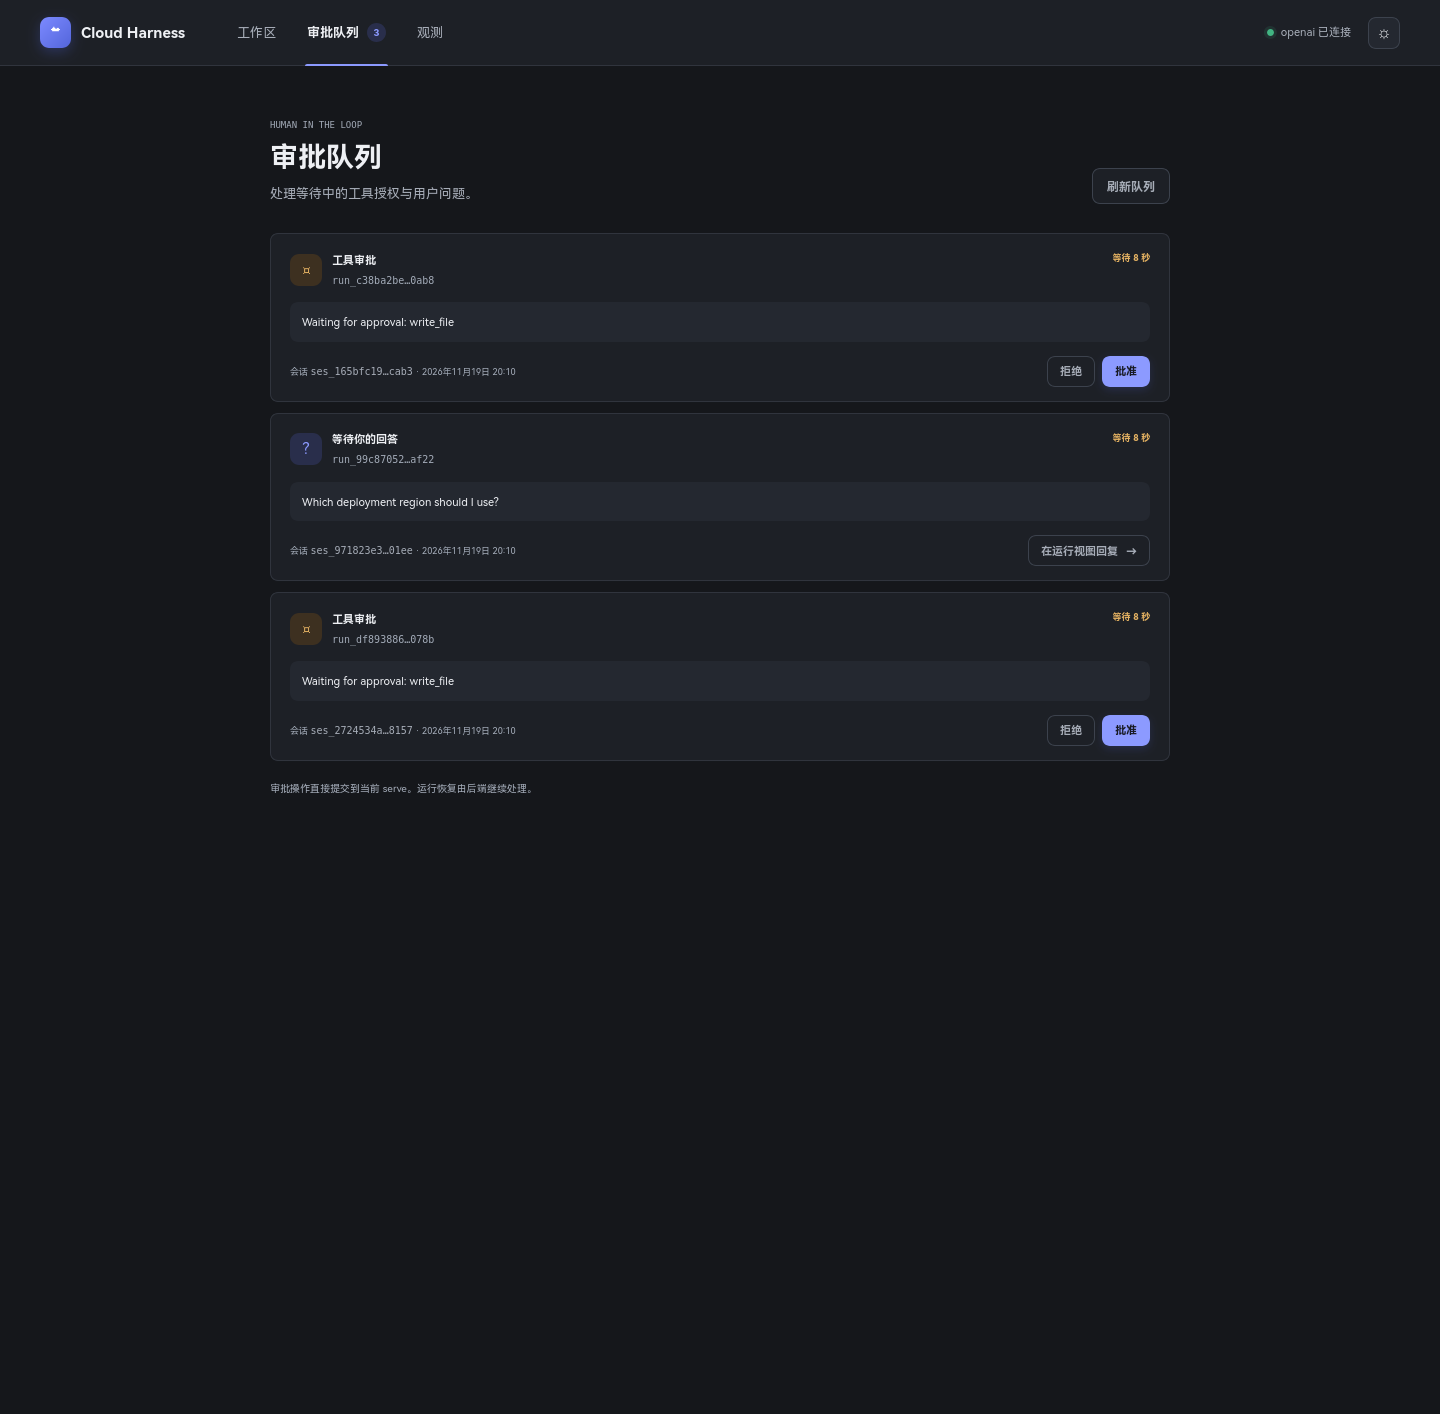 Cloud Harness
工作区
审批队列 3
观测
openai 已连接
HUMAN IN THE LOOP
审批队列
处理等待中的工具授权与用户问题。
刷新队列
工具审批
等待 8 秒
run_c38ba2be…0ab8
Waiting for approval: write_file
会话 ses_165bfc19…cab3 · 2026年11月19日 20:10
拒绝
批准
?
等待你的回答
等待 8 秒
run_99c87052…af22
Which deployment region should I use?
会话 ses_971823e3…01ee · 2026年11月19日 20:10
在运行视图回复 →
工具审批
等待 8 秒
run_df893886…078b
Waiting for approval: write_file
会话 ses_2724534a…8157 · 2026年11月19日 20:10
拒绝
批准
审批操作直接提交到当前 serve。运行恢复由后端继续处理。